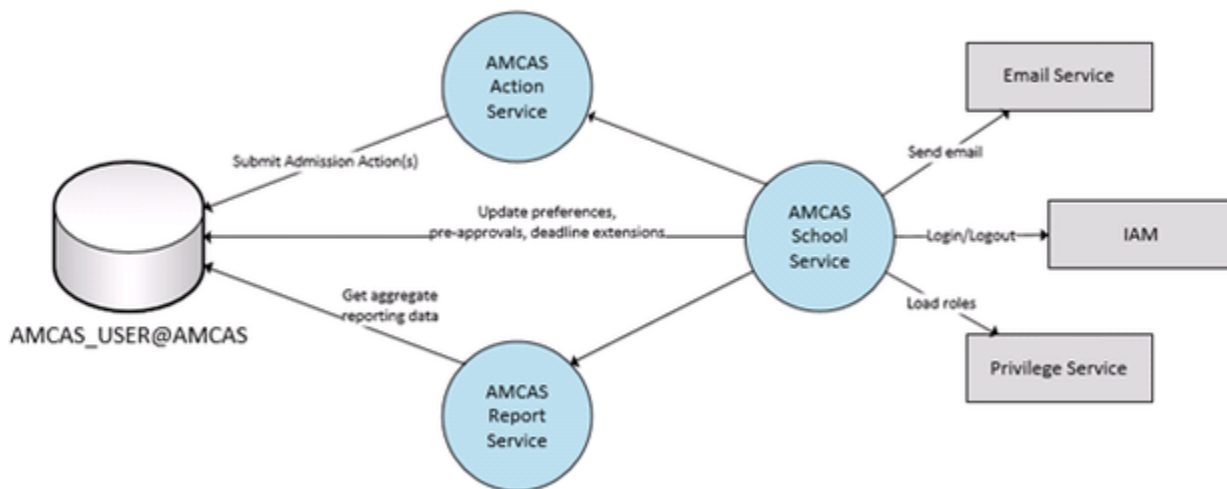 AMCAS
Action
Service
Email Service
Submit Admission Action(s)
Send email
Update preferences,
pre-approvals, deadline extensions
AMCAS
School
Service
Login/Logout
IAM
Get aggregate
reporting data
Load roles
AMCAS_USER@AMCAS
Privilege Service
AMCAS
Report
Service